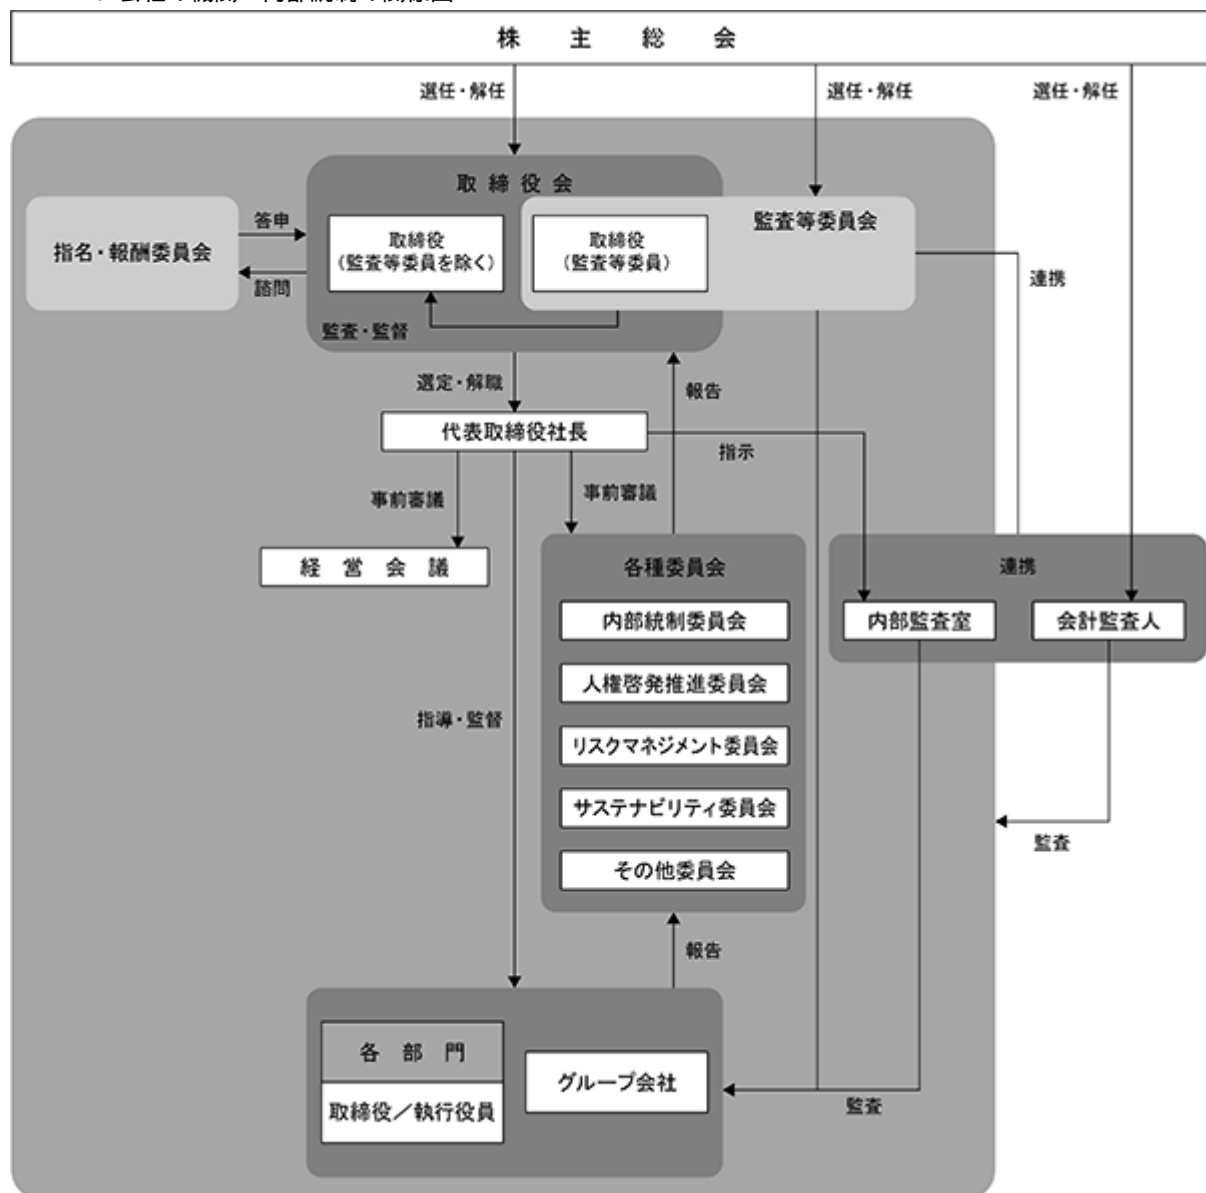 株主総会
選任・解任
選任・解任
選任・解任
取締役会
監査等委員会
指名・報酬委員会
答申
諮問
取締役
(監査等委員を除く)
取締役
(監査等委員)
監査・監督
連携
選定・解職
報告
代表取締役社長
指示
事前審議
事前審議
経営会議
各種委員会
連携
内部統制委員会
内部監査室
会計監査人
人権啓発推進委員会
指導・監督
リスクマネジメント委員会
サステナビリティ委員会
監査
その他委員会
報告
各部門
取締役/執行役員
グループ会社
監査